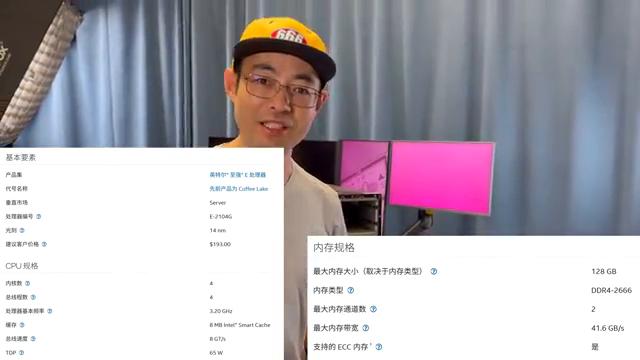 666
基本要素
产品集 英特尔® 至强® E 处理器
代号名称 先前产品为 Coffee Lake
垂直市场 Server
处理器编号 E-2104G
光刻 14 nm
建议客户价格 $193.00
CPU 规格
内核数 4
总线程数 4
处理器基本频率 3.20 GHz
缓存 8 MB Intel® Smart Cache
总线速度 8 GT/s
TDP 65 W
内存规格
最大内存大小（取决于内存类型） 128 GB
内存类型 DDR4-2666
最大内存通道数 2
最大内存带宽 41.6 GB/s
支持的 ECC 内存 ‡ 是